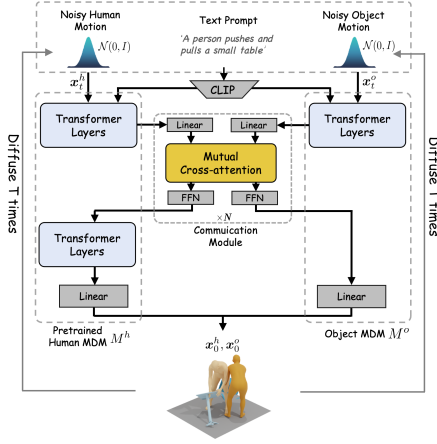 Noisy Human
Motion
Text Prompt
Noisy Object
Motion
𝒩(0, I)
'A person pushes and
pulls a small table'
𝒩(0, I)
x_t^h
CLIP
x_t^o
Transformer
Layers
Linear
Linear
Transformer
Layers
Mutual
Cross-attention
FFN
FFN
×N
Commuication
Module
Diffuse T times
Diffuse T times
Transformer
Layers
Linear
Linear
Pretrained
Human MDM M^h
Object MDM M^o
x_0^h, x_0^o